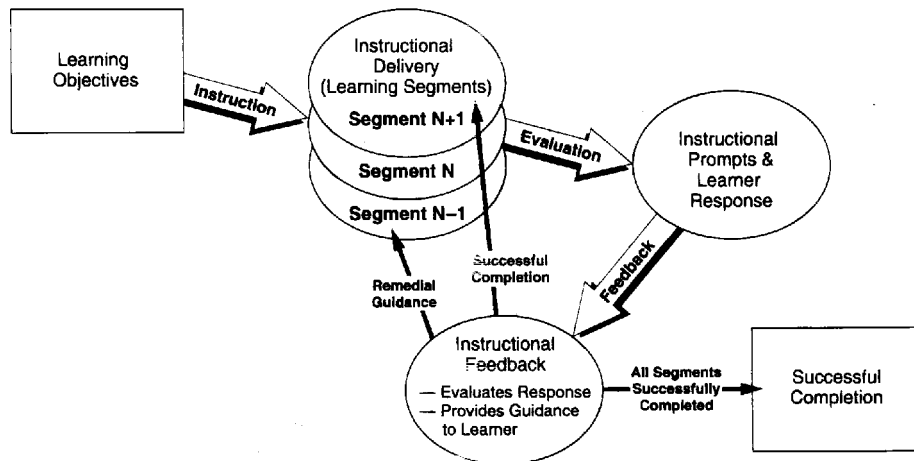 Learning
Objectives
Instruction
Instructional
Delivery
(Learning Segments)
Segment N+1
Segment N
Segment N–1
Evaluation
Instructional
Prompts &
Learner
Response
Feedback
Successful
Completion
Remedial
Guidance
Instructional
Feedback
— Evaluates Response
— Provides Guidance
to Learner
All Segments
Successfully
Completed
Successful
Completion